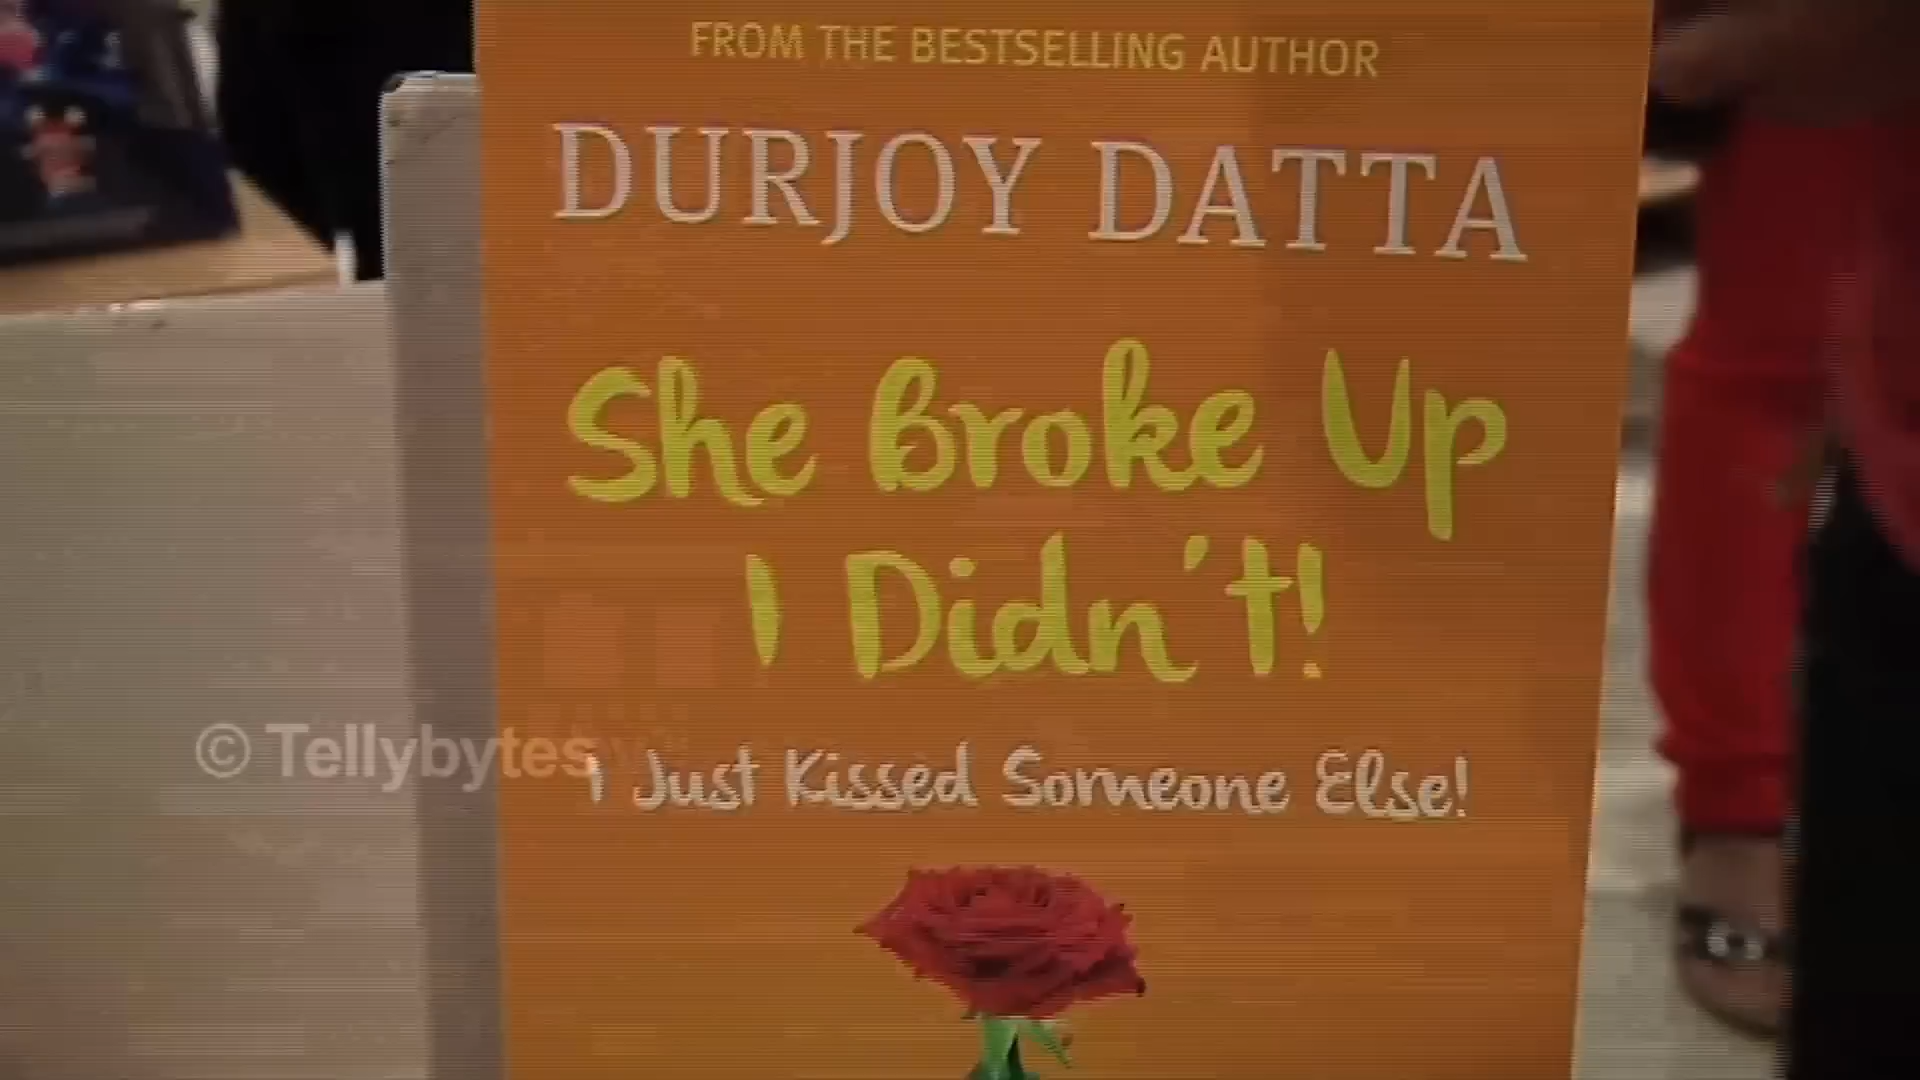 FROM THE BESTSELLING AUTHOR
DURJOY DATTA
She Broke Up
I Didn't!
I Just Kissed Someone Else!
© Tellybytes